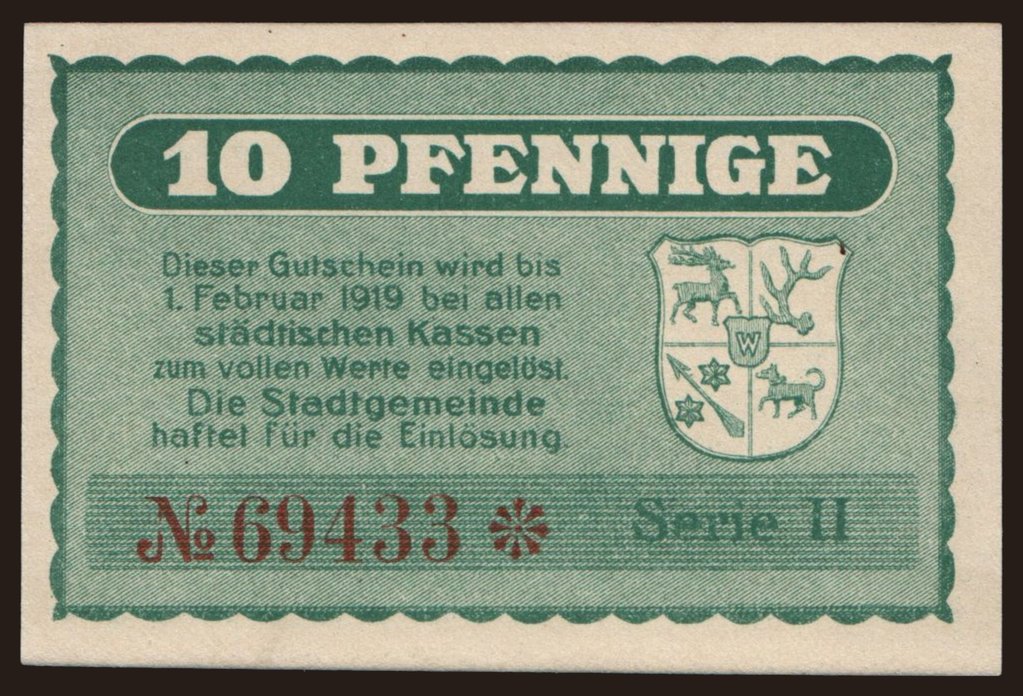 10 PFENNIGE
Dieser Gutschein wird bis
1. Februar 1919 bei allen
städtischen Kassen
zum vollen Werte eingelöst.
Die Stadtgemeinde
haftet für die Einlösung.
W
№ 69433
Serie II